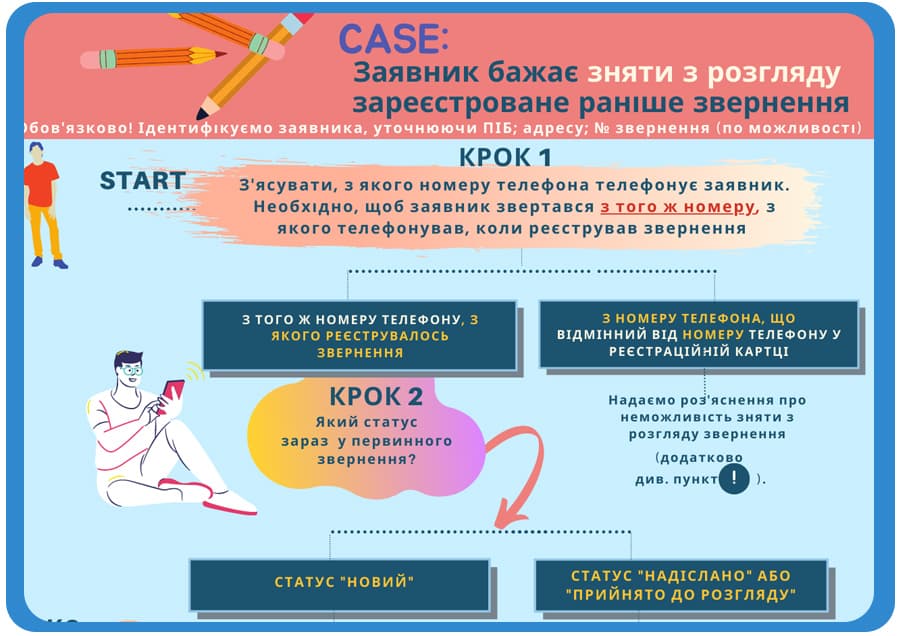 CASE:
Заявник бажає зняти з розгляду
зареєстроване раніше звернення
Обов'язково! Ідентифікуємо заявника, уточнюючи ПІБ; адресу; № звернення (по можливості)
КРОК 1
START
З'ясувати, з якого номеру телефона телефонує заявник.
Необхідно, щоб заявник звертався з того ж номеру, з
якого телефонував, коли реєстрував звернення
З ТОГО Ж НОМЕРУ ТЕЛЕФОНУ, З
ЯКОГО РЕЄСТРУВАЛОСЬ
ЗВЕРНЕННЯ
З НОМЕРУ ТЕЛЕФОНА, ЩО
ВІДМІННИЙ ВІД НОМЕРУ ТЕЛЕФОНУ У
РЕЄСТРАЦІЙНІЙ КАРТЦІ
КРОК 2
Який статус
зараз у первинного
звернення?
Надаємо роз'яснення про
неможливість зняти з
розгляду звернення
(додатково
див. пункт ! ).
СТАТУС "НОВИЙ"
СТАТУС "НАДІСЛАНО" АБО
"ПРИЙНЯТО ДО РОЗГЛЯДУ"